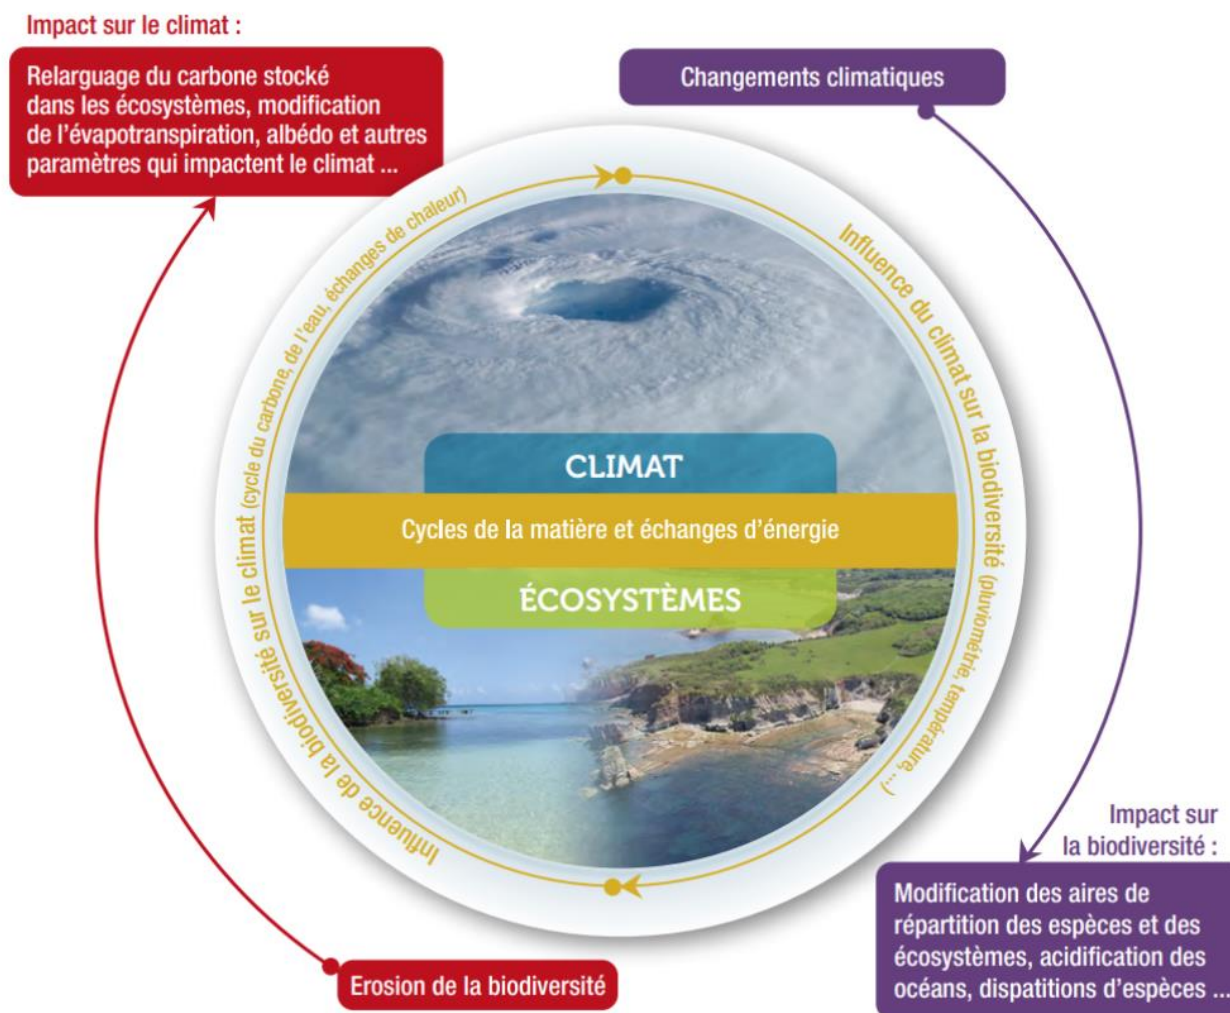 Impact sur le climat :
Relarguage du carbone stocké
dans les écosystèmes, modification
de l'évapotranspiration, albédo et autres
paramètres qui impactent le climat ...
Changements climatiques
Influence de la biodiversité sur le climat (cycle du carbone, de l'eau, échanges de chaleur)
Influence du climat sur la biodiversité (pluviométrie, température, ...)
CLIMAT
Cycles de la matière et échanges d'énergie
ÉCOSYSTÈMES
Impact sur
la biodiversité :
Modification des aires de
répartition des espèces et des
écosystèmes, acidification des
océans, dispatitions d'espèces ...
Erosion de la biodiversité